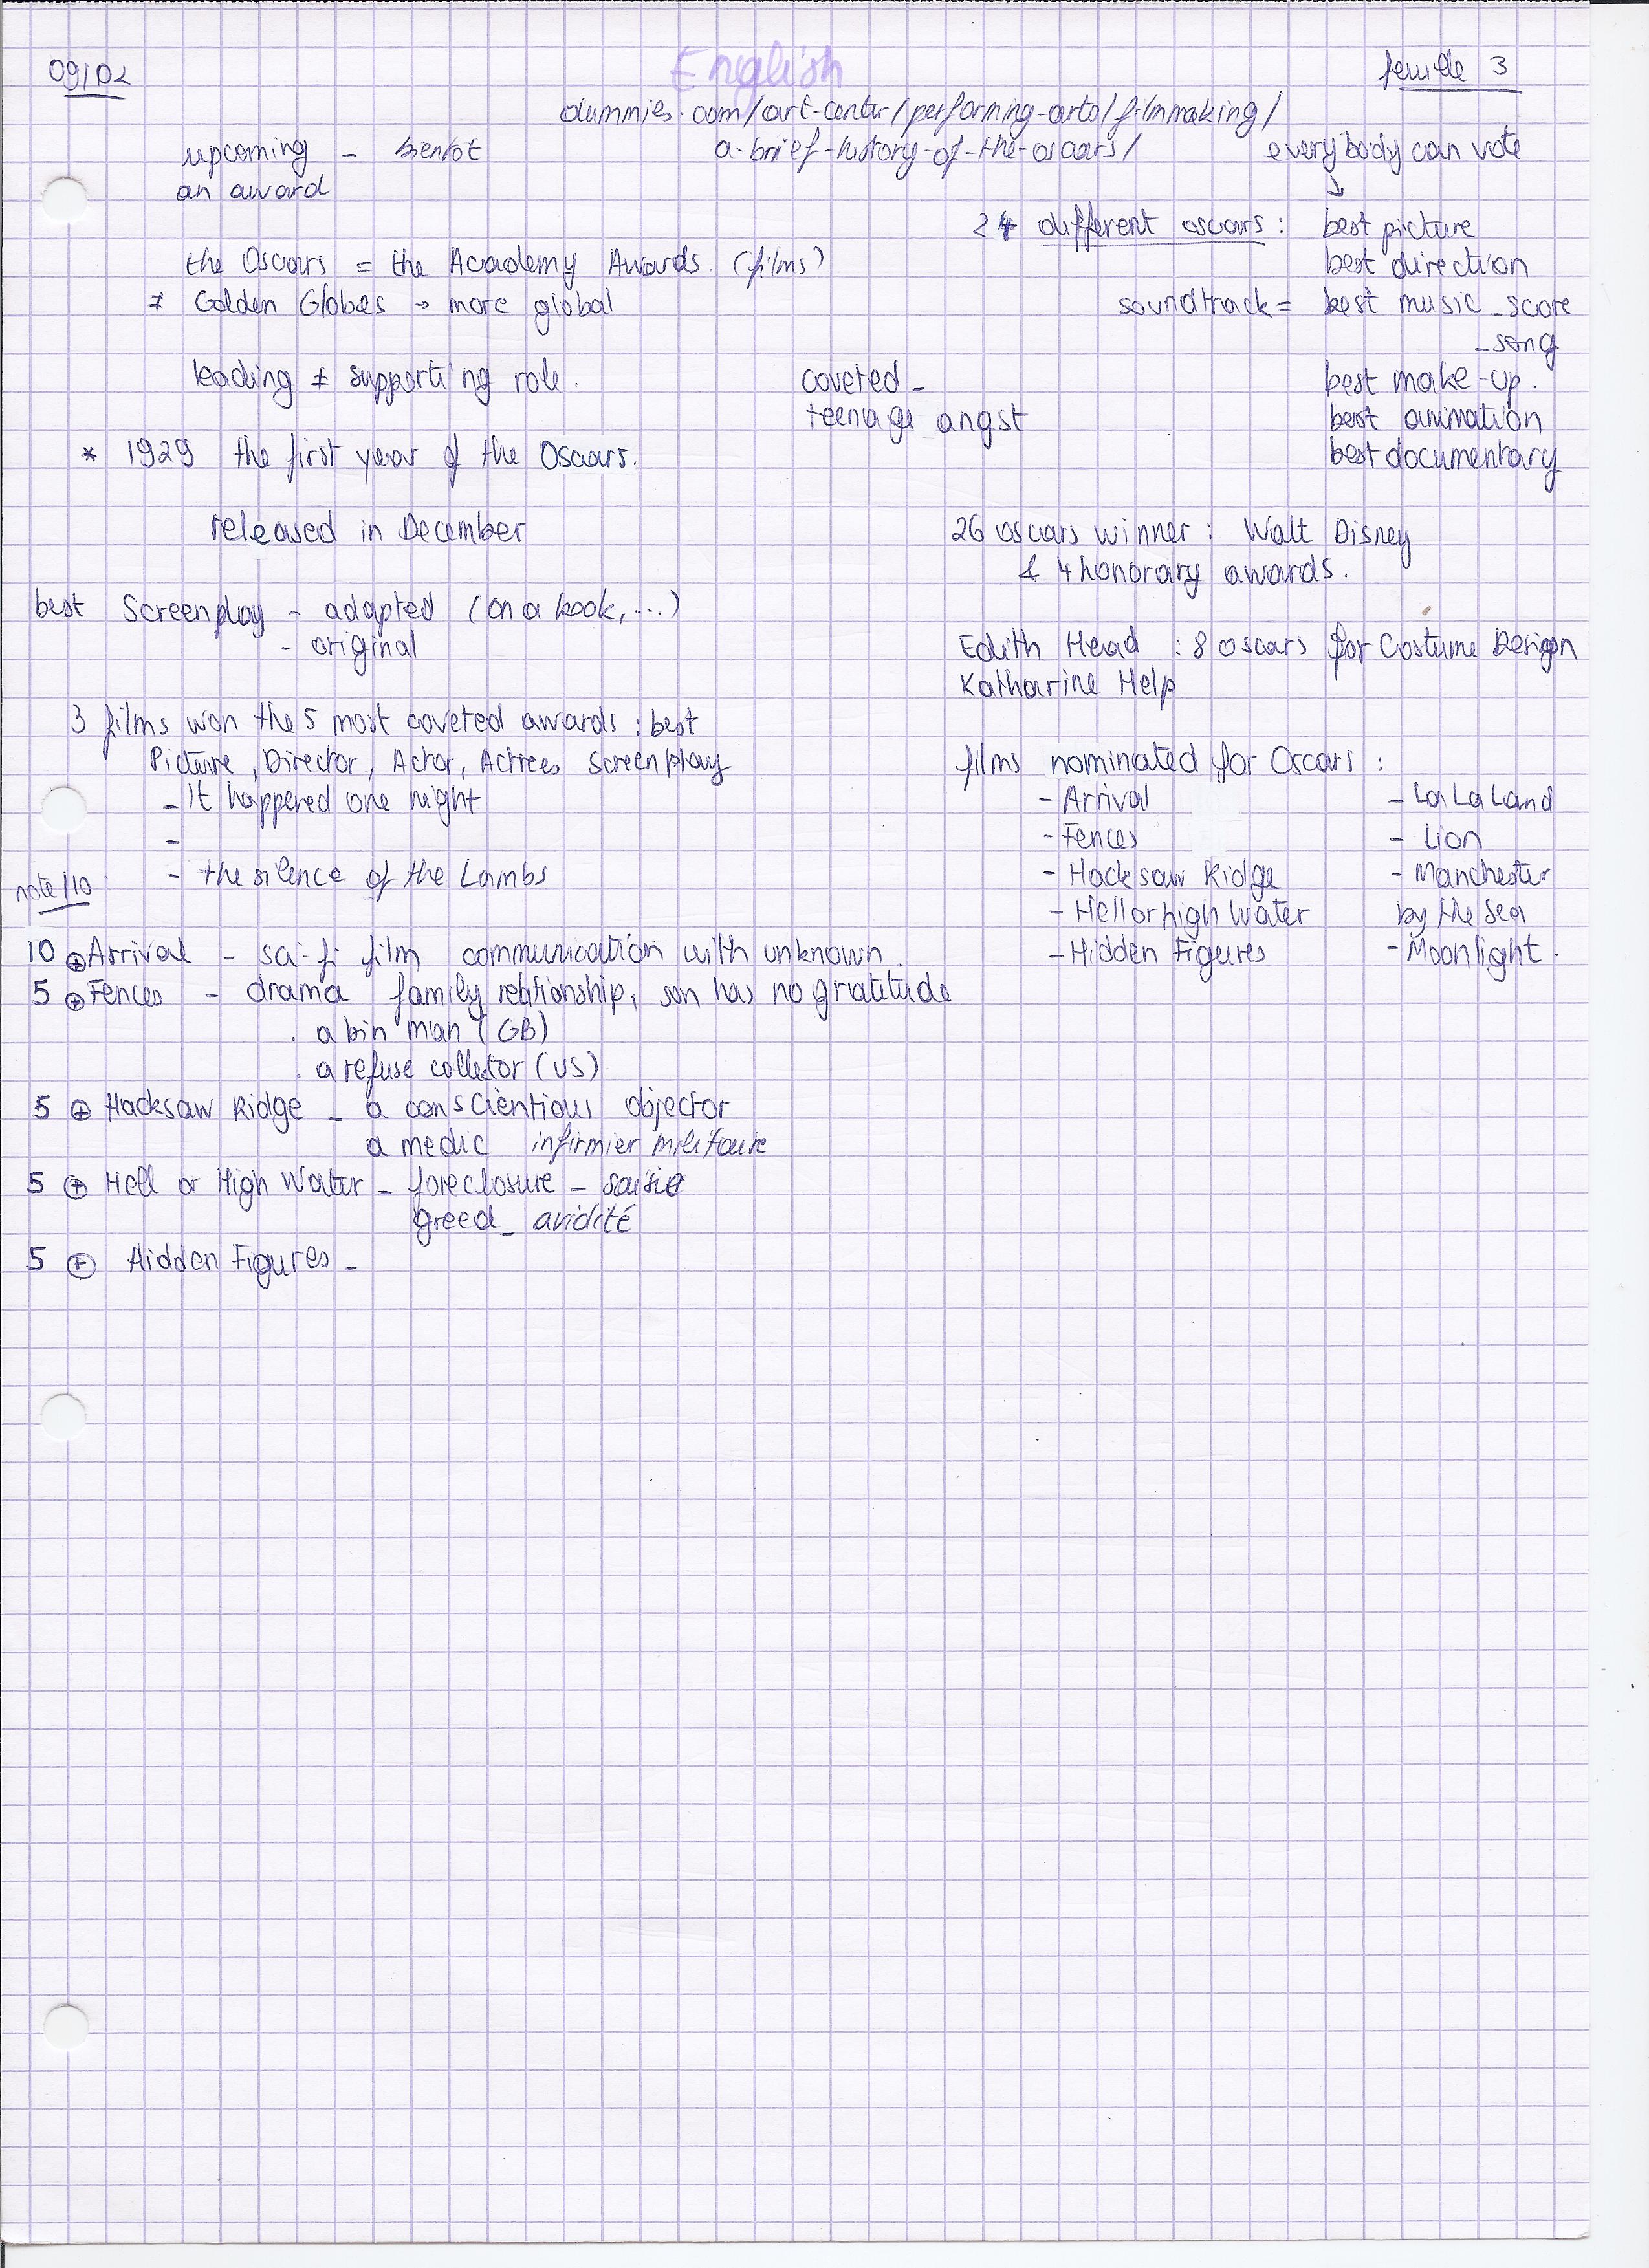 09/02
English
feuille 3
dummies.com/art-center/performing-arts/filmmaking/
a-brief-history-of-the-oscars/
upcoming - bientot
an award
everybody can vote
↓
24 different oscars : best picture
best direction
the Oscars = the Academy Awards. (films)
≠ Golden Globes → more global
soundtrack = best music - score
- song
leading ≠ supporting role.
coveted -
best make-up.
teenage angst
best animation
* 1929 the first year of the Oscars.
best documentary
released in December
26 oscars winner : Walt Disney
& 4 honorary awards.
best Screenplay - adapted (on a book, ...)
- original
Edith Head : 8 oscars for Costume Design
Katharine Help
3 films won the 5 most coveted awards : best
Picture, Director, Actor, Actrees Screenplay
- It happened one night
-
- the silence of the Lambs
films nominated for Oscars :
- Arrival
- La La Land
- Fences
- Lion
- Hacksaw Ridge
- Manchester
- Hell or high Water
by the sea
- Hidden Figures
- Moonlight.
note /10
10 ⊕ Arrival - sci-fi film communication with unknown.
5 ⊕ Fences - drama family relationship, son has no gratitude
. a bin man (GB)
. a refuse collector (US)
5 ⊕ Hacksaw Ridge - a conscientious objector
a medic infirmier militaire
5 ⊕ Hell or High Water - foreclosure - saisie
greed - avidité
5 ⊕ Hidden Figures -